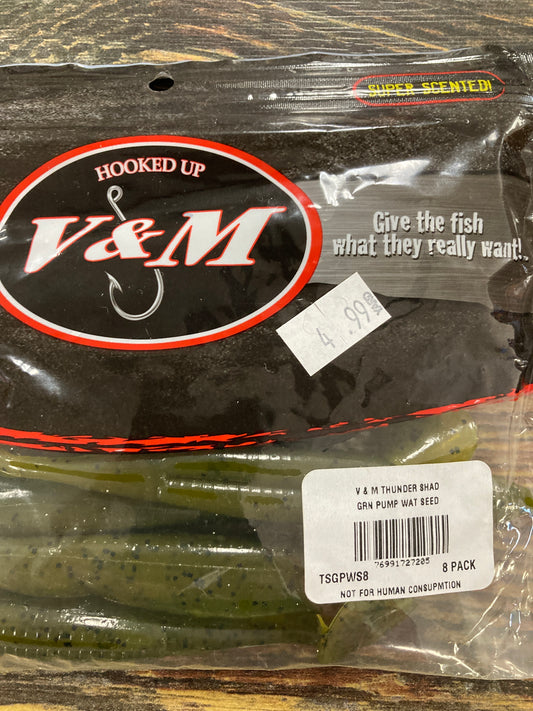 SUPER SCENTED!
HOOKED UP
V&M
Give the fish
what they really want!
4.99
V & M THUNDER SHAD
GRN PUMP WAT SEED
76991727205
TSGPWS8 8 PACK
NOT FOR HUMAN CONSUPMTION